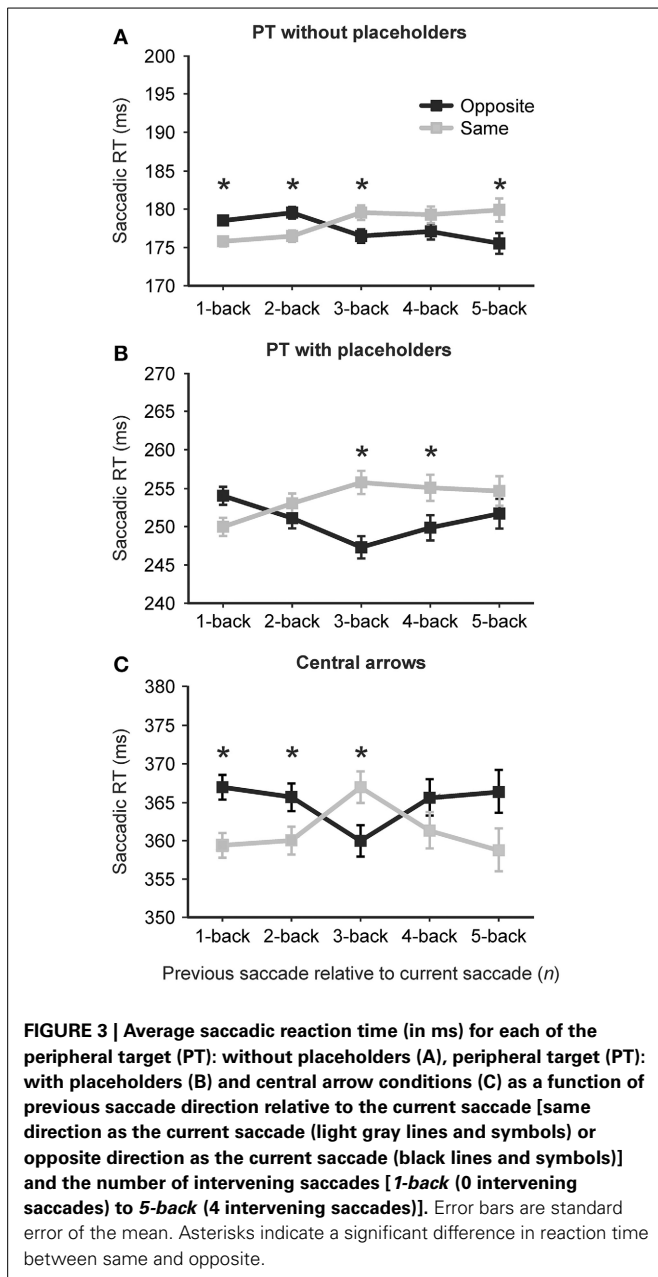 A PT without placeholders
200
195
190
185
180
175
170
Saccadic RT (ms)
Opposite
Same
* * * *
1-back 2-back 3-back 4-back 5-back
B PT with placeholders
270
265
260
255
250
245
240
Saccadic RT (ms)
* *
1-back 2-back 3-back 4-back 5-back
C Central arrows
380
375
370
365
360
355
350
Saccadic RT (ms)
* * *
1-back 2-back 3-back 4-back 5-back
Previous saccade relative to current saccade (n)
FIGURE 3 | Average saccadic reaction time (in ms) for each of the
peripheral target (PT): without placeholders (A), peripheral target (PT):
with placeholders (B) and central arrow conditions (C) as a function of
previous saccade direction relative to the current saccade [same
direction as the current saccade (light gray lines and symbols) or
opposite direction as the current saccade (black lines and symbols)]
and the number of intervening saccades [1-back (0 intervening
saccades) to 5-back (4 intervening saccades)]. Error bars are standard
error of the mean. Asterisks indicate a significant difference in reaction time
between same and opposite.